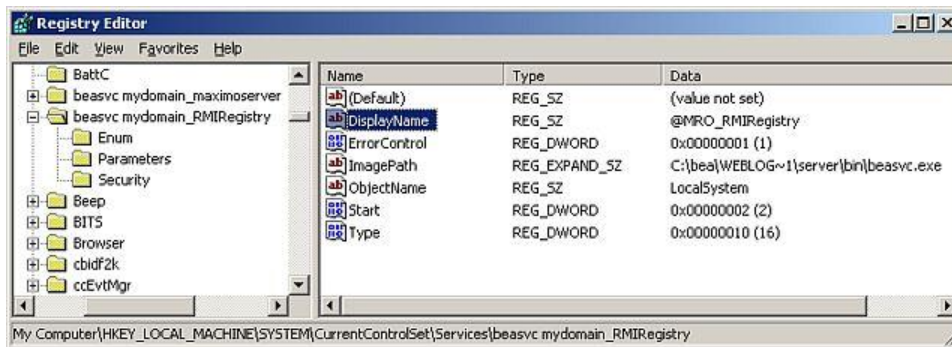 Registry Editor
File Edit View Favorites Help
BattC
beasvc mydomain_maximoserver
beasvc mydomain_RMIRegistry
Enum
Parameters
Security
Beep
BITS
Browser
cbidf2k
ccEvtMgr
Name Type Data
(Default) REG_SZ (value not set)
DisplayName REG_SZ @MRO_RMIRegistry
ErrorControl REG_DWORD 0x00000001 (1)
ImagePath REG_EXPAND_SZ C:\bea\WEBLOG~1\server\bin\beasvc.exe
ObjectName REG_SZ LocalSystem
Start REG_DWORD 0x00000002 (2)
Type REG_DWORD 0x00000010 (16)
My Computer\HKEY_LOCAL_MACHINE\SYSTEM\CurrentControlSet\Services\beasvc mydomain_RMIRegistry